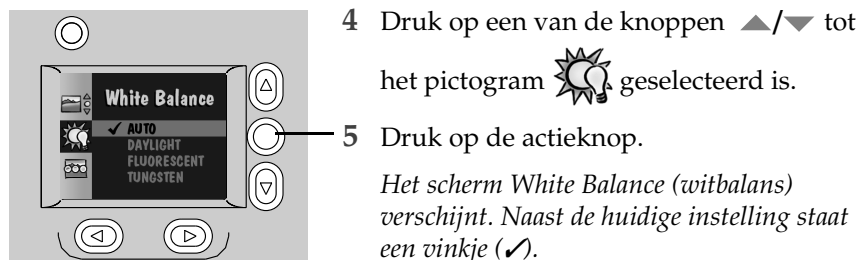 4 Druk op een van de knoppen ▲/▼ tot
het pictogram geselecteerd is.
White Balance
✓ AUTO
DAYLIGHT
FLUORESCENT
TUNGSTEN
5 Druk op de actieknop.
Het scherm White Balance (witbalans)
verschijnt. Naast de huidige instelling staat
een vinkje (✓).